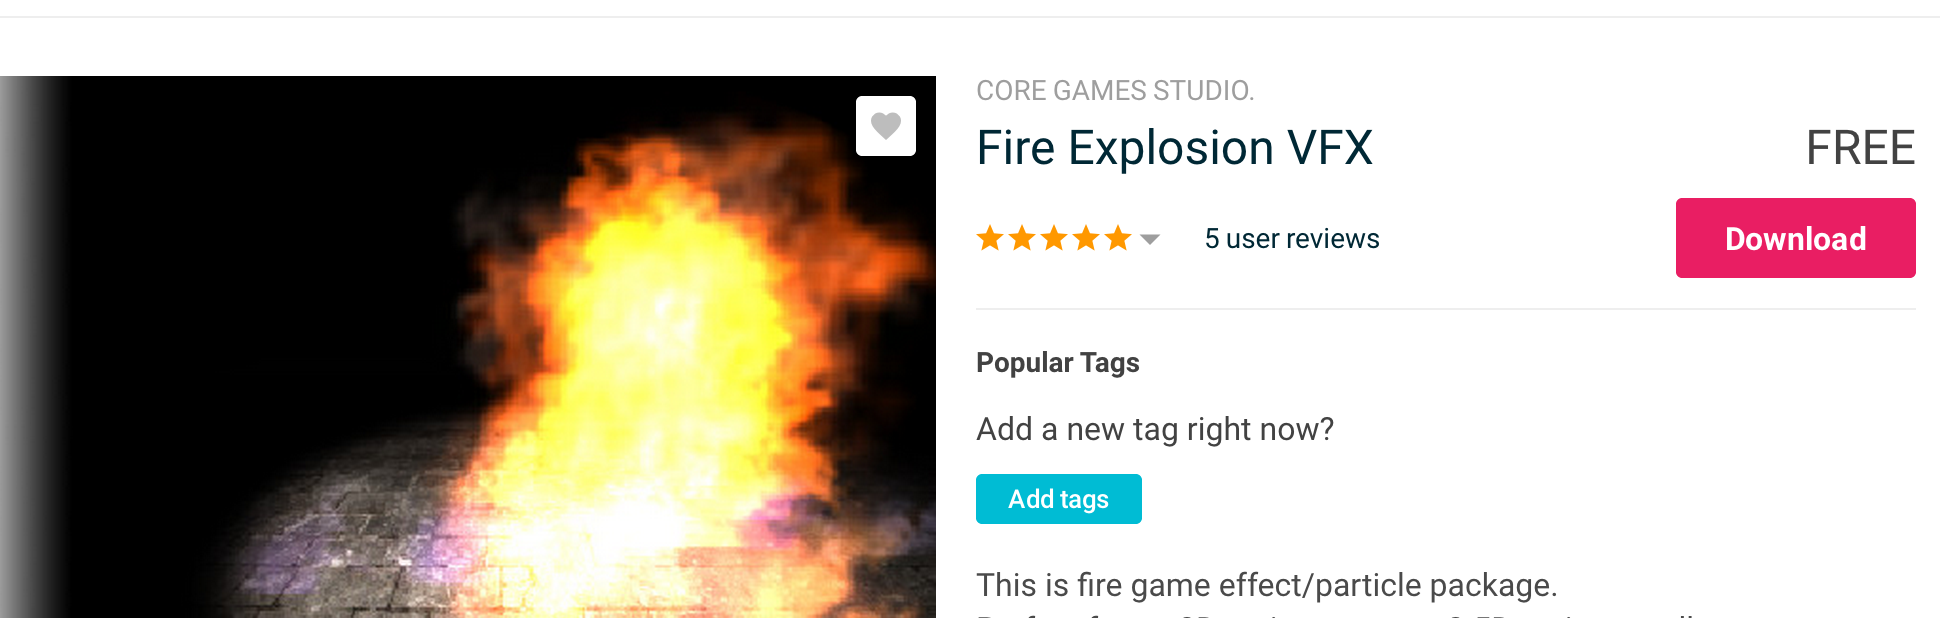 CORE GAMES STUDIO.
Fire Explosion VFX
FREE
5 user reviews
Download
Popular Tags
Add a new tag right now?
Add tags
This is fire game effect/particle package.